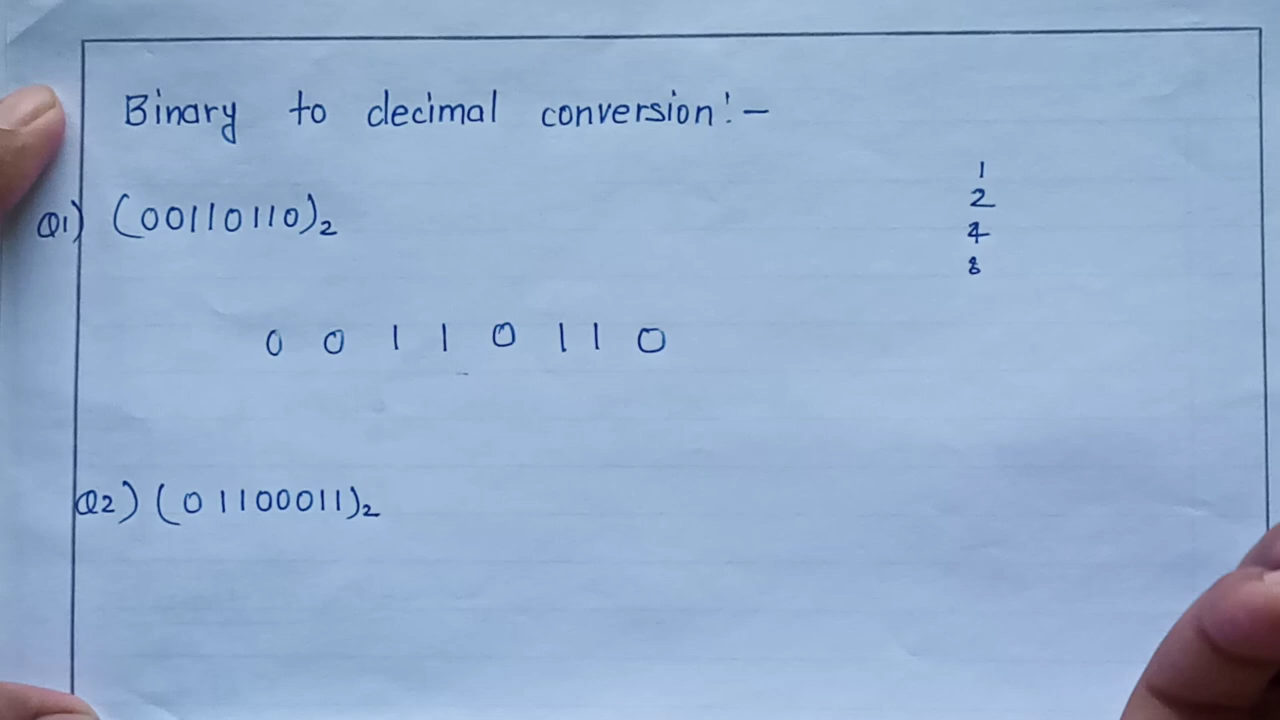 Binary to decimal conversion:-
1
2
4
8
Q1) (00110110)2
0 0 1 1 0 1 1 0
Q2) (01100011)2